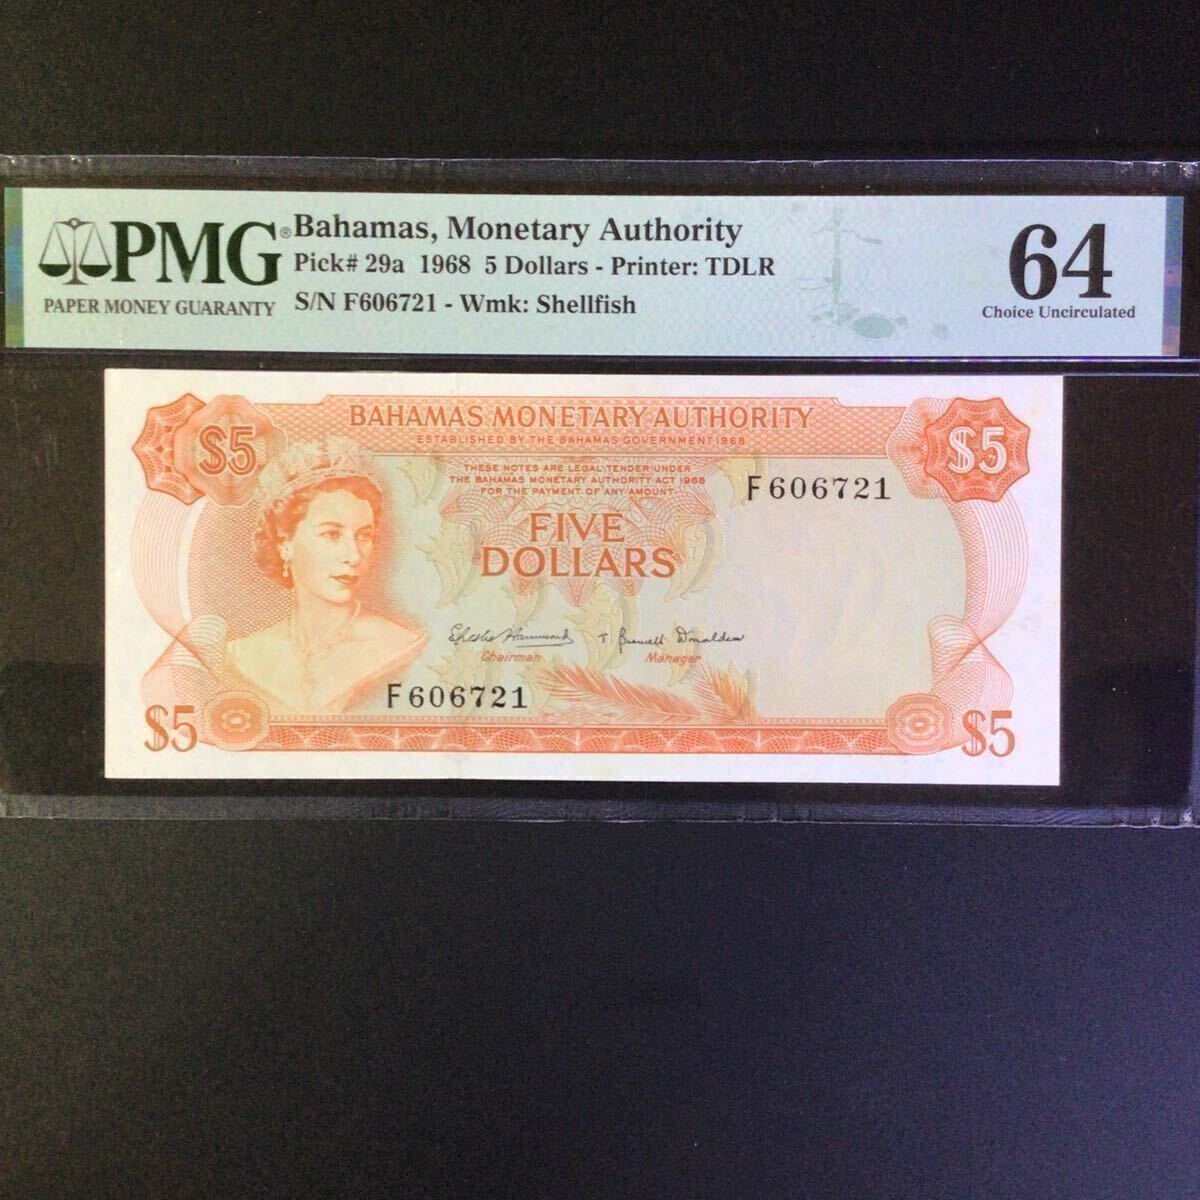 PMG®
PAPER MONEY GUARANTY
Bahamas, Monetary Authority
Pick# 29a 1968 5 Dollars - Printer: TDLR
S/N F606721 - Wmk: Shellfish
64
Choice Uncirculated
BAHAMAS MONETARY AUTHORITY
ESTABLISHED BY THE BAHAMAS GOVERNMENT 1968
$5
$5
THESE NOTES ARE LEGAL TENDER UNDER
THE BAHAMAS MONETARY AUTHORITY ACT 1968
FOR THE PAYMENT OF ANY AMOUNT
F606721
FIVE
DOLLARS
Chairman
Manager
F606721
$5
$5